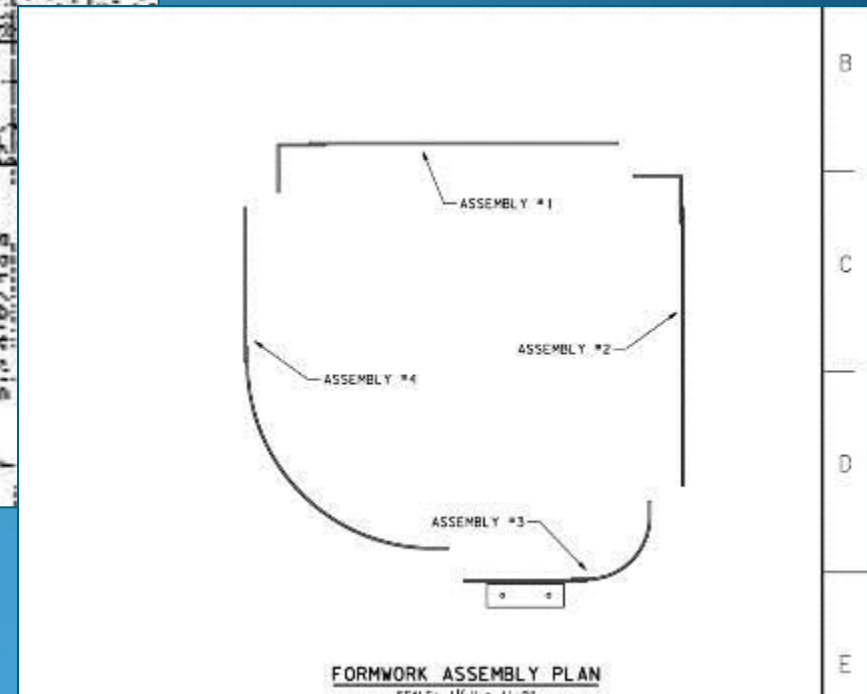 B
ASSEMBLY #1
C
ASSEMBLY #2
ASSEMBLY #4
D
ASSEMBLY #3
E
FORMWORK ASSEMBLY PLAN